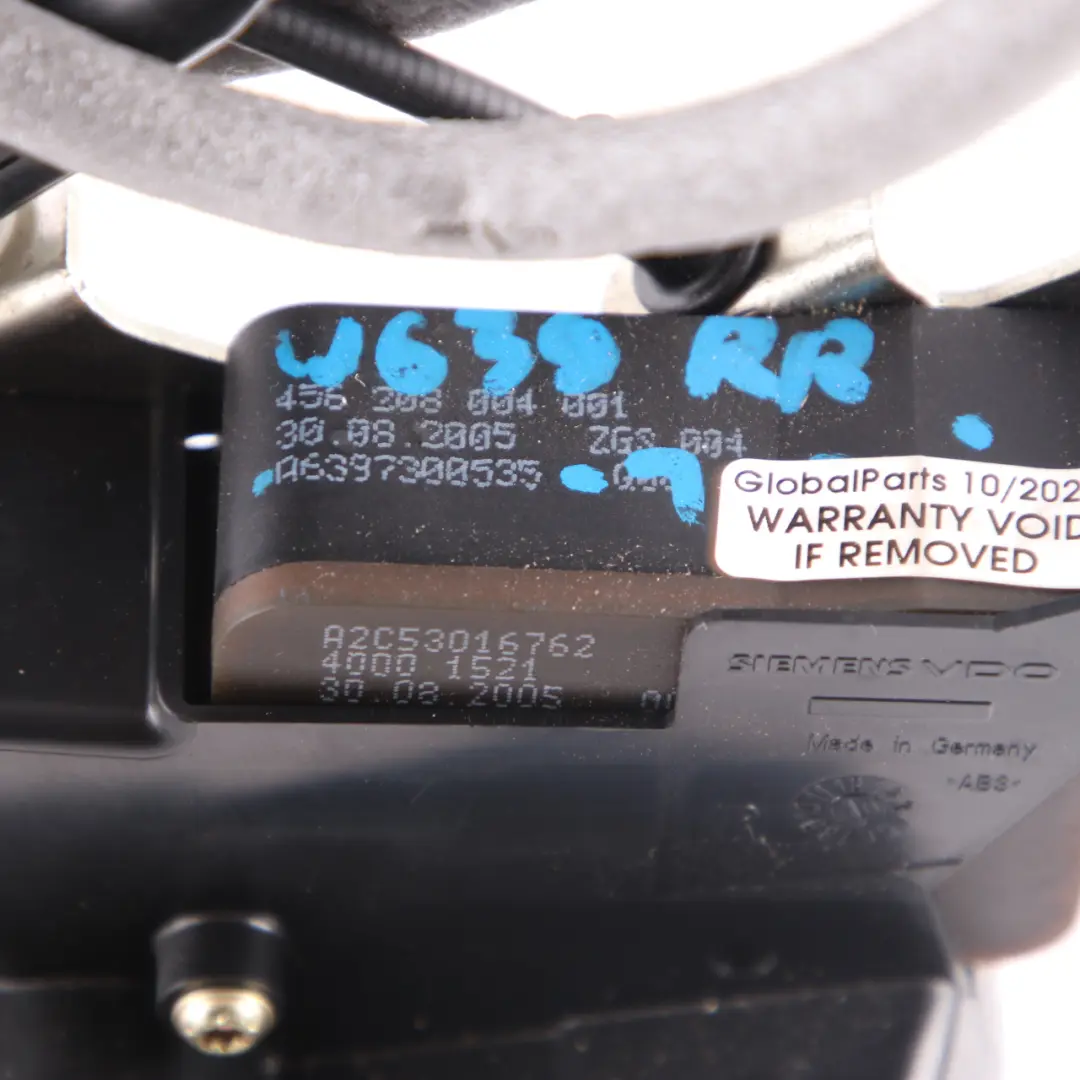 W639 RR
456 208 004 001
30.08.2005 ZGS 004
A6397300535
GlobalParts 10/202
WARRANTY VOID
IF REMOVED
A2C53016762
4000 1521
30.08.2005
SIEMENS VDO
Made in Germany
-ABS-